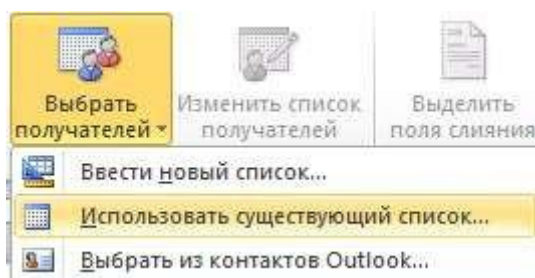 Выбрать Изменить список Выделить
получателей получателей поля слияния
Ввести новый список...
Использовать существующий список...
Выбрать из контактов Outlook...